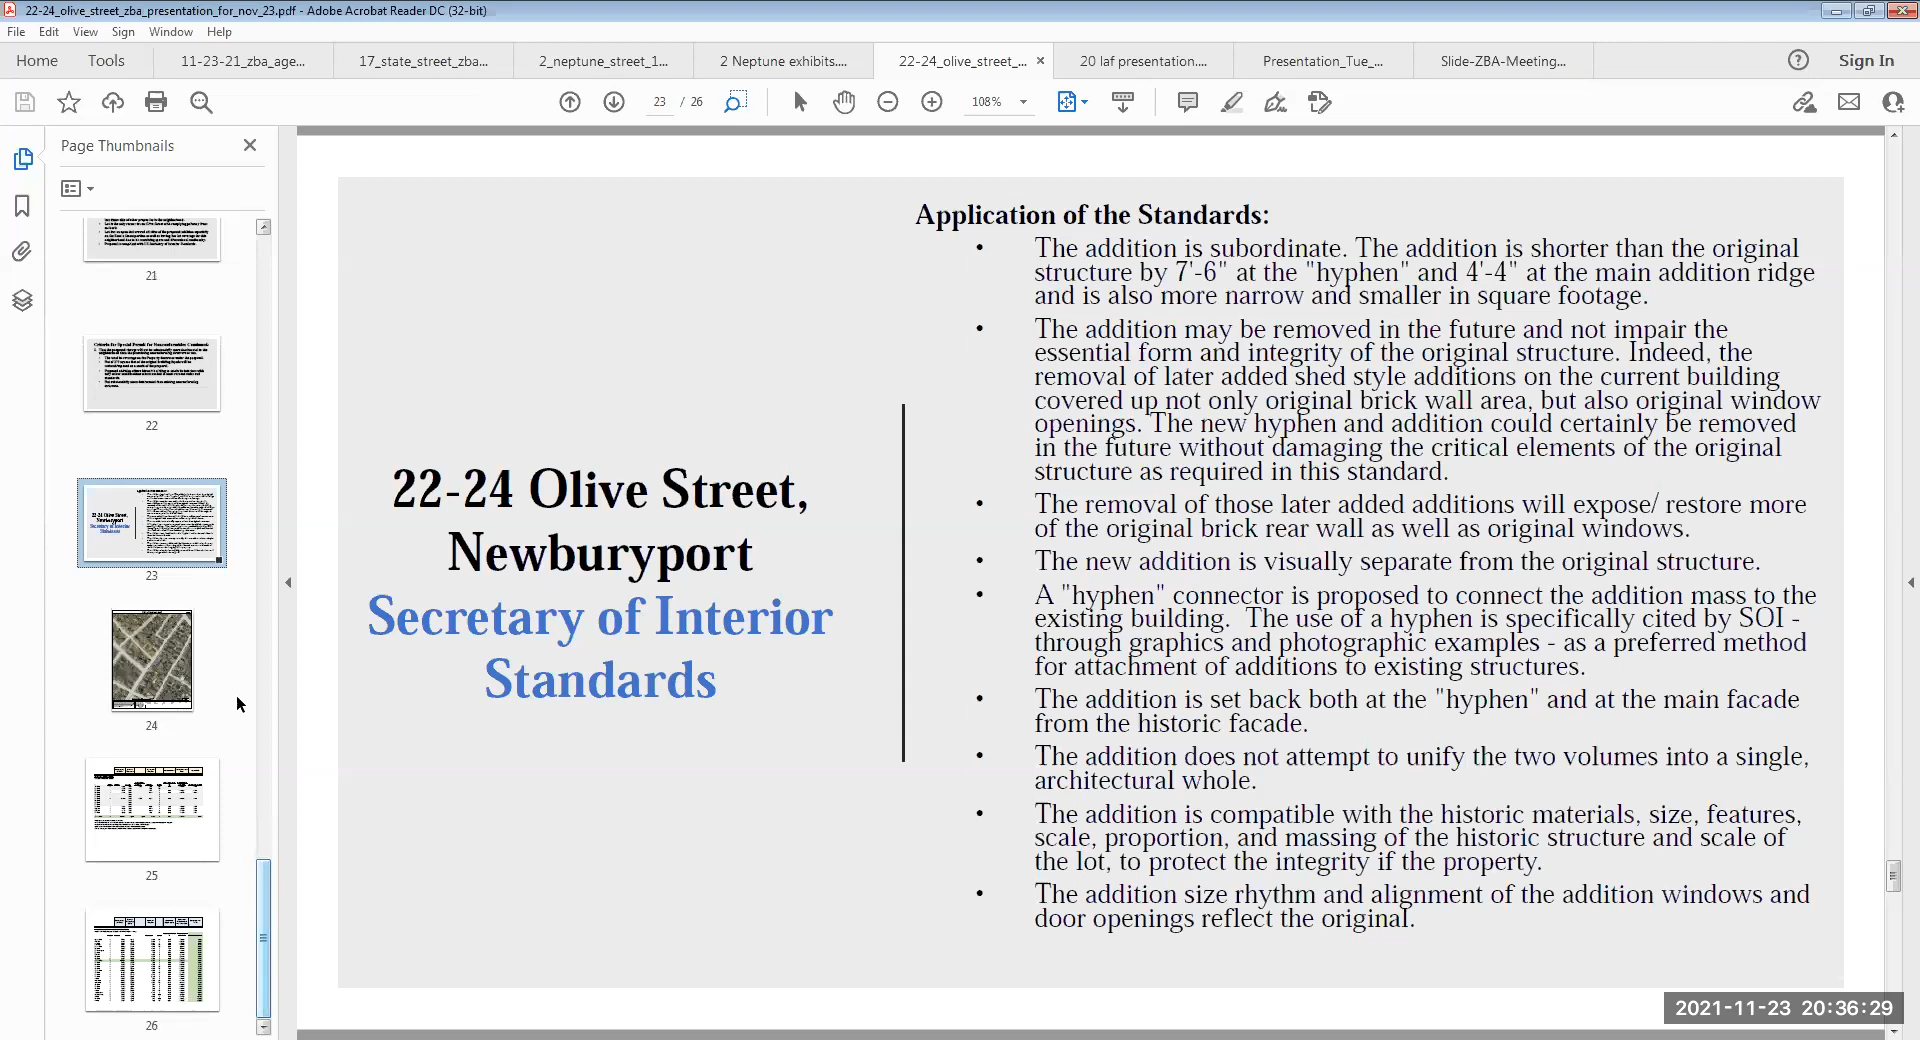 22-24_olive_street_zba_presentation_for_nov_23.pdf - Adobe Acrobat Reader DC (32-bit)
File Edit View Sign Window Help
Home Tools 11-23-21_zba_age... 17_state_street_zba... 2_neptune_street_1... 2 Neptune exhibits.... 22-24_olive_street_... 20 laf presentation.... Presentation_Tue_... Slide-ZBA-Meeting... Sign In
23 / 26 108%
Page Thumbnails
21
22
23
24
25
26
22-24 Olive Street,
Newburyport
Secretary of Interior
Standards
Application of the Standards:
• The addition is subordinate. The addition is shorter than the original
structure by 7'-6" at the "hyphen" and 4'-4" at the main addition ridge
and is also more narrow and smaller in square footage.
• The addition may be removed in the future and not impair the
essential form and integrity of the original structure. Indeed, the
removal of later added shed style additions on the current building
covered up not only original brick wall area, but also original window
openings. The new hyphen and addition could certainly be removed
in the future without damaging the critical elements of the original
structure as required in this standard.
• The removal of those later added additions will expose/ restore more
of the original brick rear wall as well as original windows.
• The new addition is visually separate from the original structure.
• A "hyphen" connector is proposed to connect the addition mass to the
existing building. The use of a hyphen is specifically cited by SOI -
through graphics and photographic examples - as a preferred method
for attachment of additions to existing structures.
• The addition is set back both at the "hyphen" and at the main facade
from the historic facade.
• The addition does not attempt to unify the two volumes into a single,
architectural whole.
• The addition is compatible with the historic materials, size, features,
scale, proportion, and massing of the historic structure and scale of
the lot, to protect the integrity if the property.
• The addition size rhythm and alignment of the addition windows and
door openings reflect the original.
2021-11-23 20:36:29